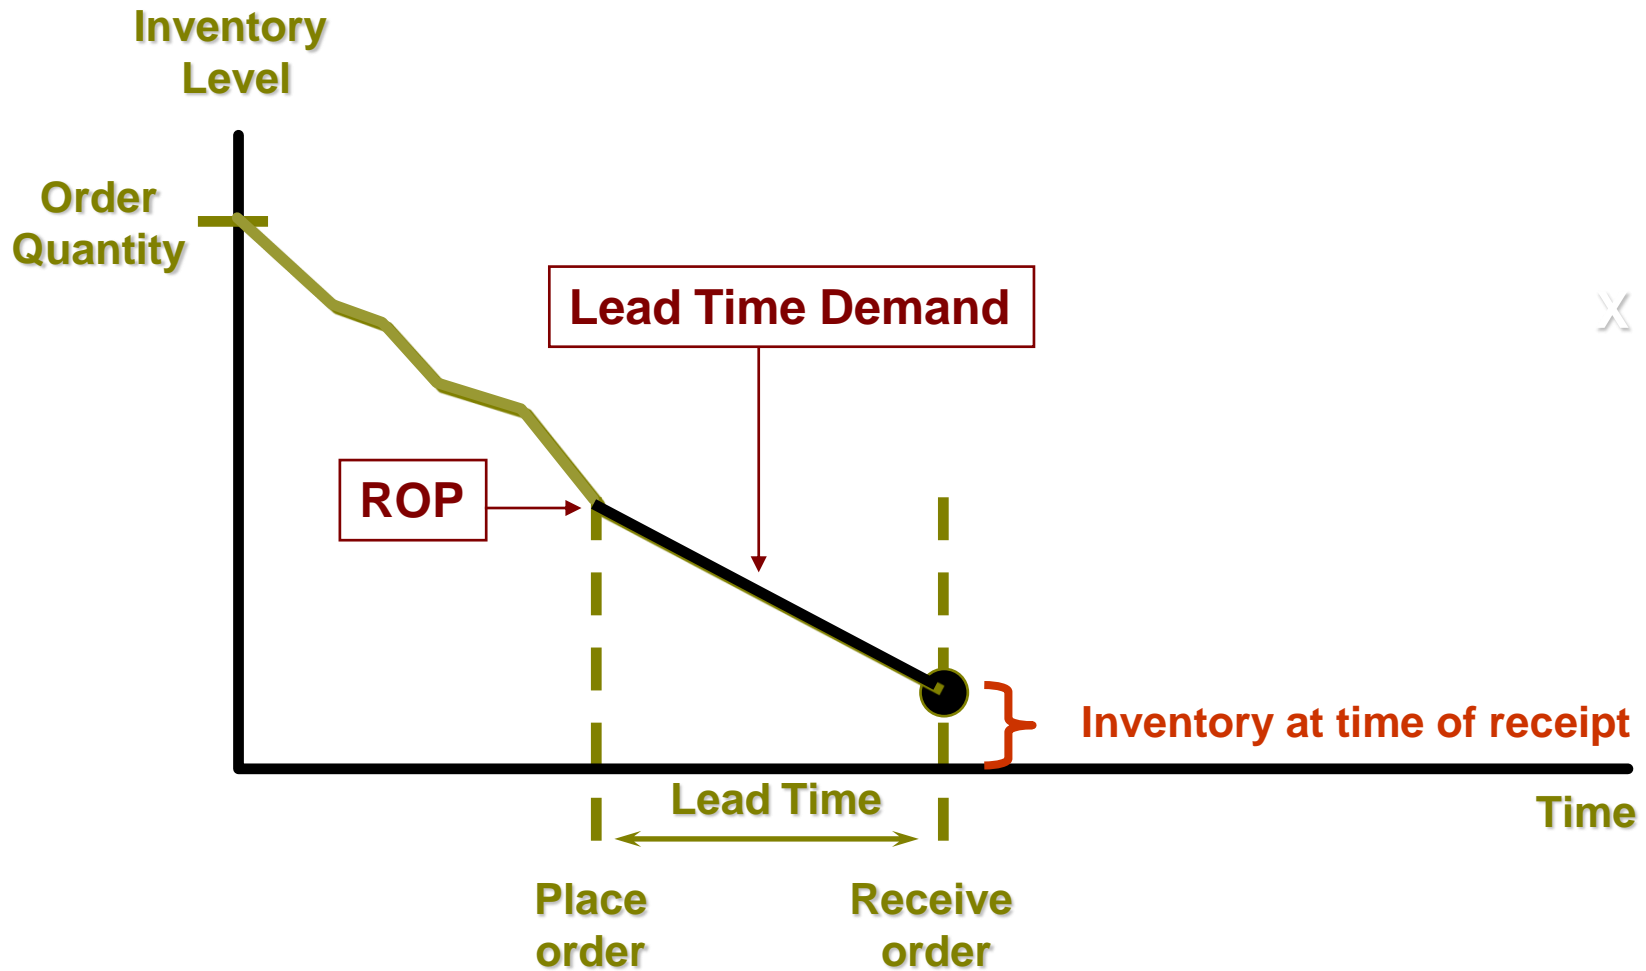 Inventory
Level
Order
Quantity
Lead Time Demand
X
ROP
Inventory at time of receipt
Lead Time
Time
Place
order
Receive
order